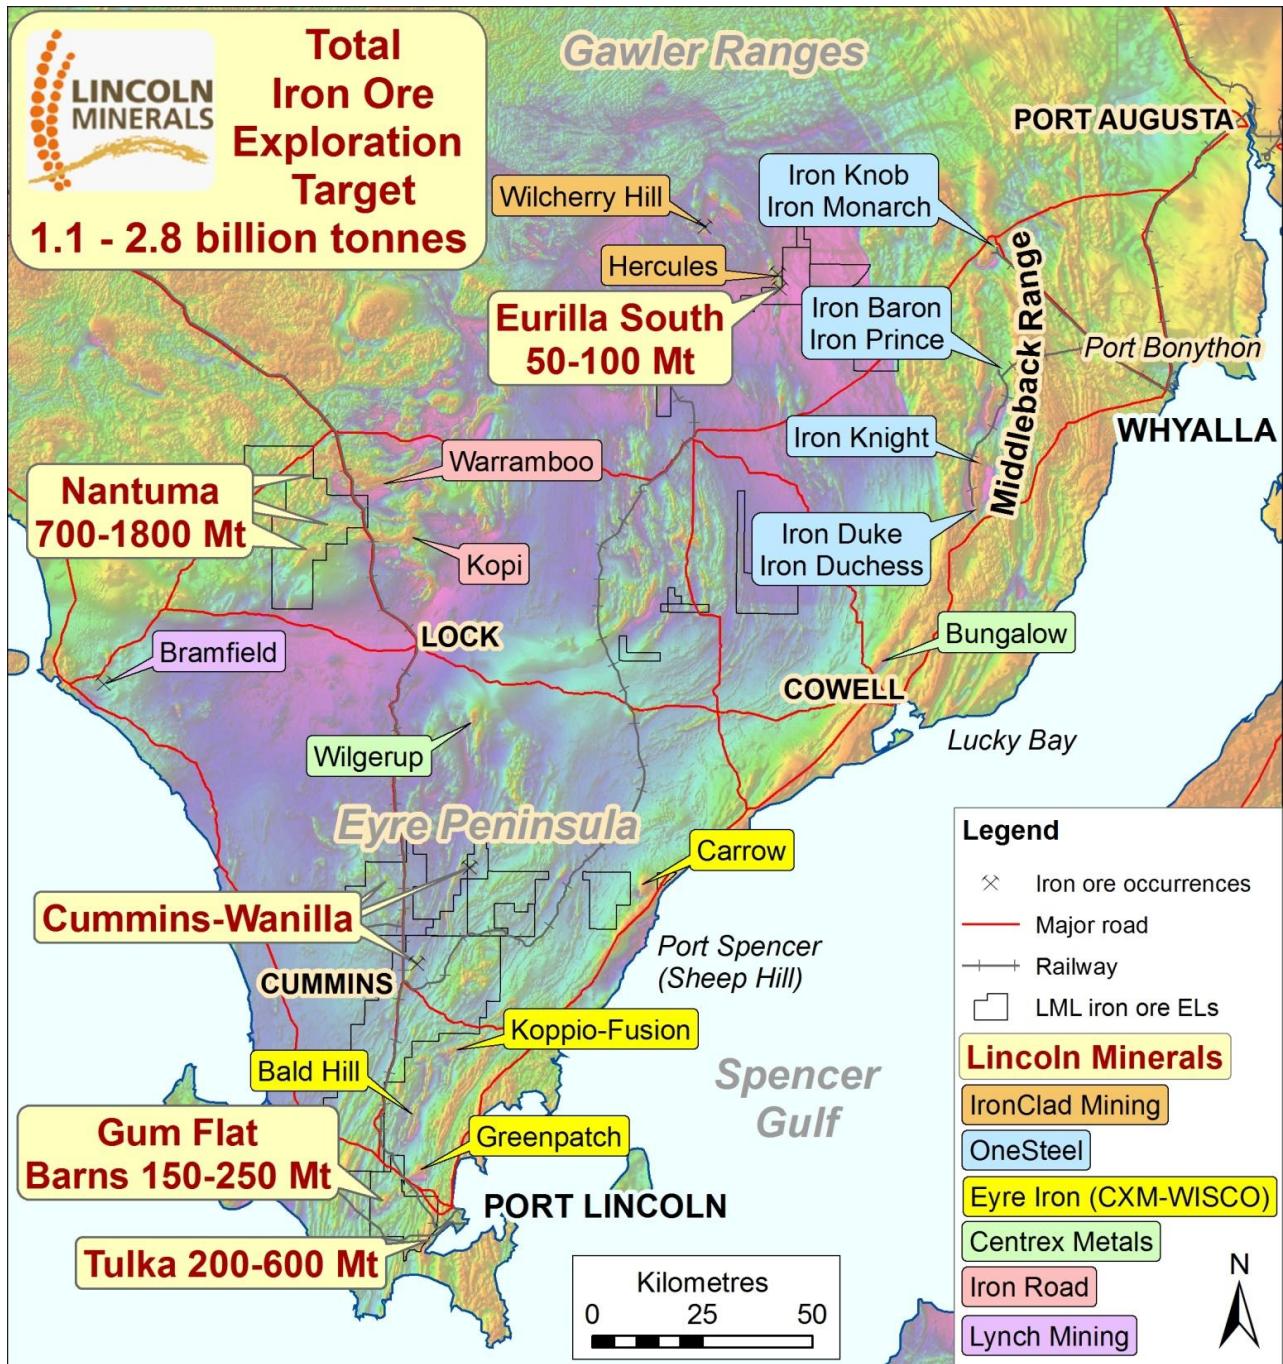 LINCOLN
MINERALS
Total
Iron Ore
Exploration
Target
1.1 - 2.8 billion tonnes
Gawler Ranges
PORT AUGUSTA
Wilcherry Hill
Iron Knob
Iron Monarch
Hercules
Eurilla South
50-100 Mt
Iron Baron
Iron Prince
Middleback Range
Port Bonython
WHYALLA
Iron Knight
Warramboo
Nantuma
700-1800 Mt
Iron Duke
Iron Duchess
Kopi
Bramfield
LOCK
Bungalow
COWELL
Lucky Bay
Wilgerup
Eyre Peninsula
Carrow
Cummins-Wanilla
Port Spencer
(Sheep Hill)
CUMMINS
Koppio-Fusion
Bald Hill
Spencer
Gulf
Gum Flat
Barns 150-250 Mt
Greenpatch
PORT LINCOLN
Tulka 200-600 Mt
Kilometres
0 25 50
Legend
Iron ore occurrences
Major road
Railway
LML iron ore ELs
Lincoln Minerals
IronClad Mining
OneSteel
Eyre Iron (CXM-WISCO)
Centrex Metals
Iron Road
Lynch Mining
N